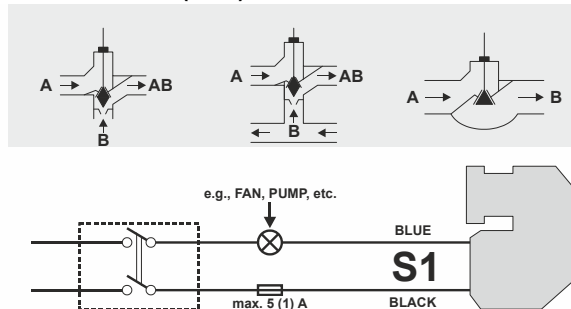 A AB
B
A AB
B
A B
e.g., FAN, PUMP, etc.
BLUE
S1
max. 5 (1) A
BLACK